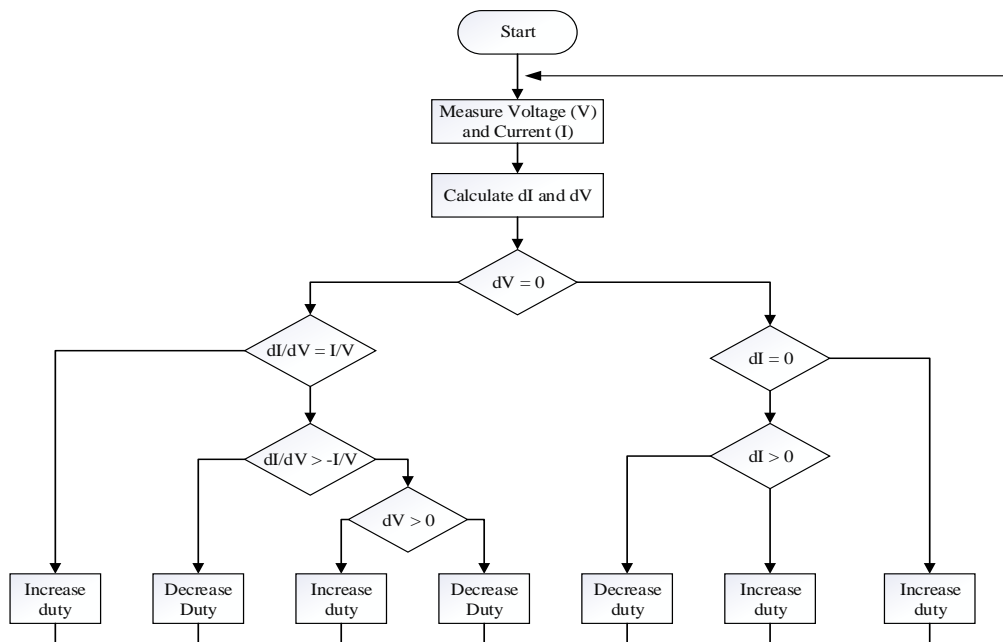 Start
Measure Voltage (V)
and Current (I)
Calculate dI and dV
dV = 0
dI/dV = I/V
dI = 0
dI/dV > -I/V
dI > 0
dV > 0
Increase
duty
Decrease
Duty
Increase
duty
Decrease
Duty
Decrease
duty
Increase
duty
Increase
duty